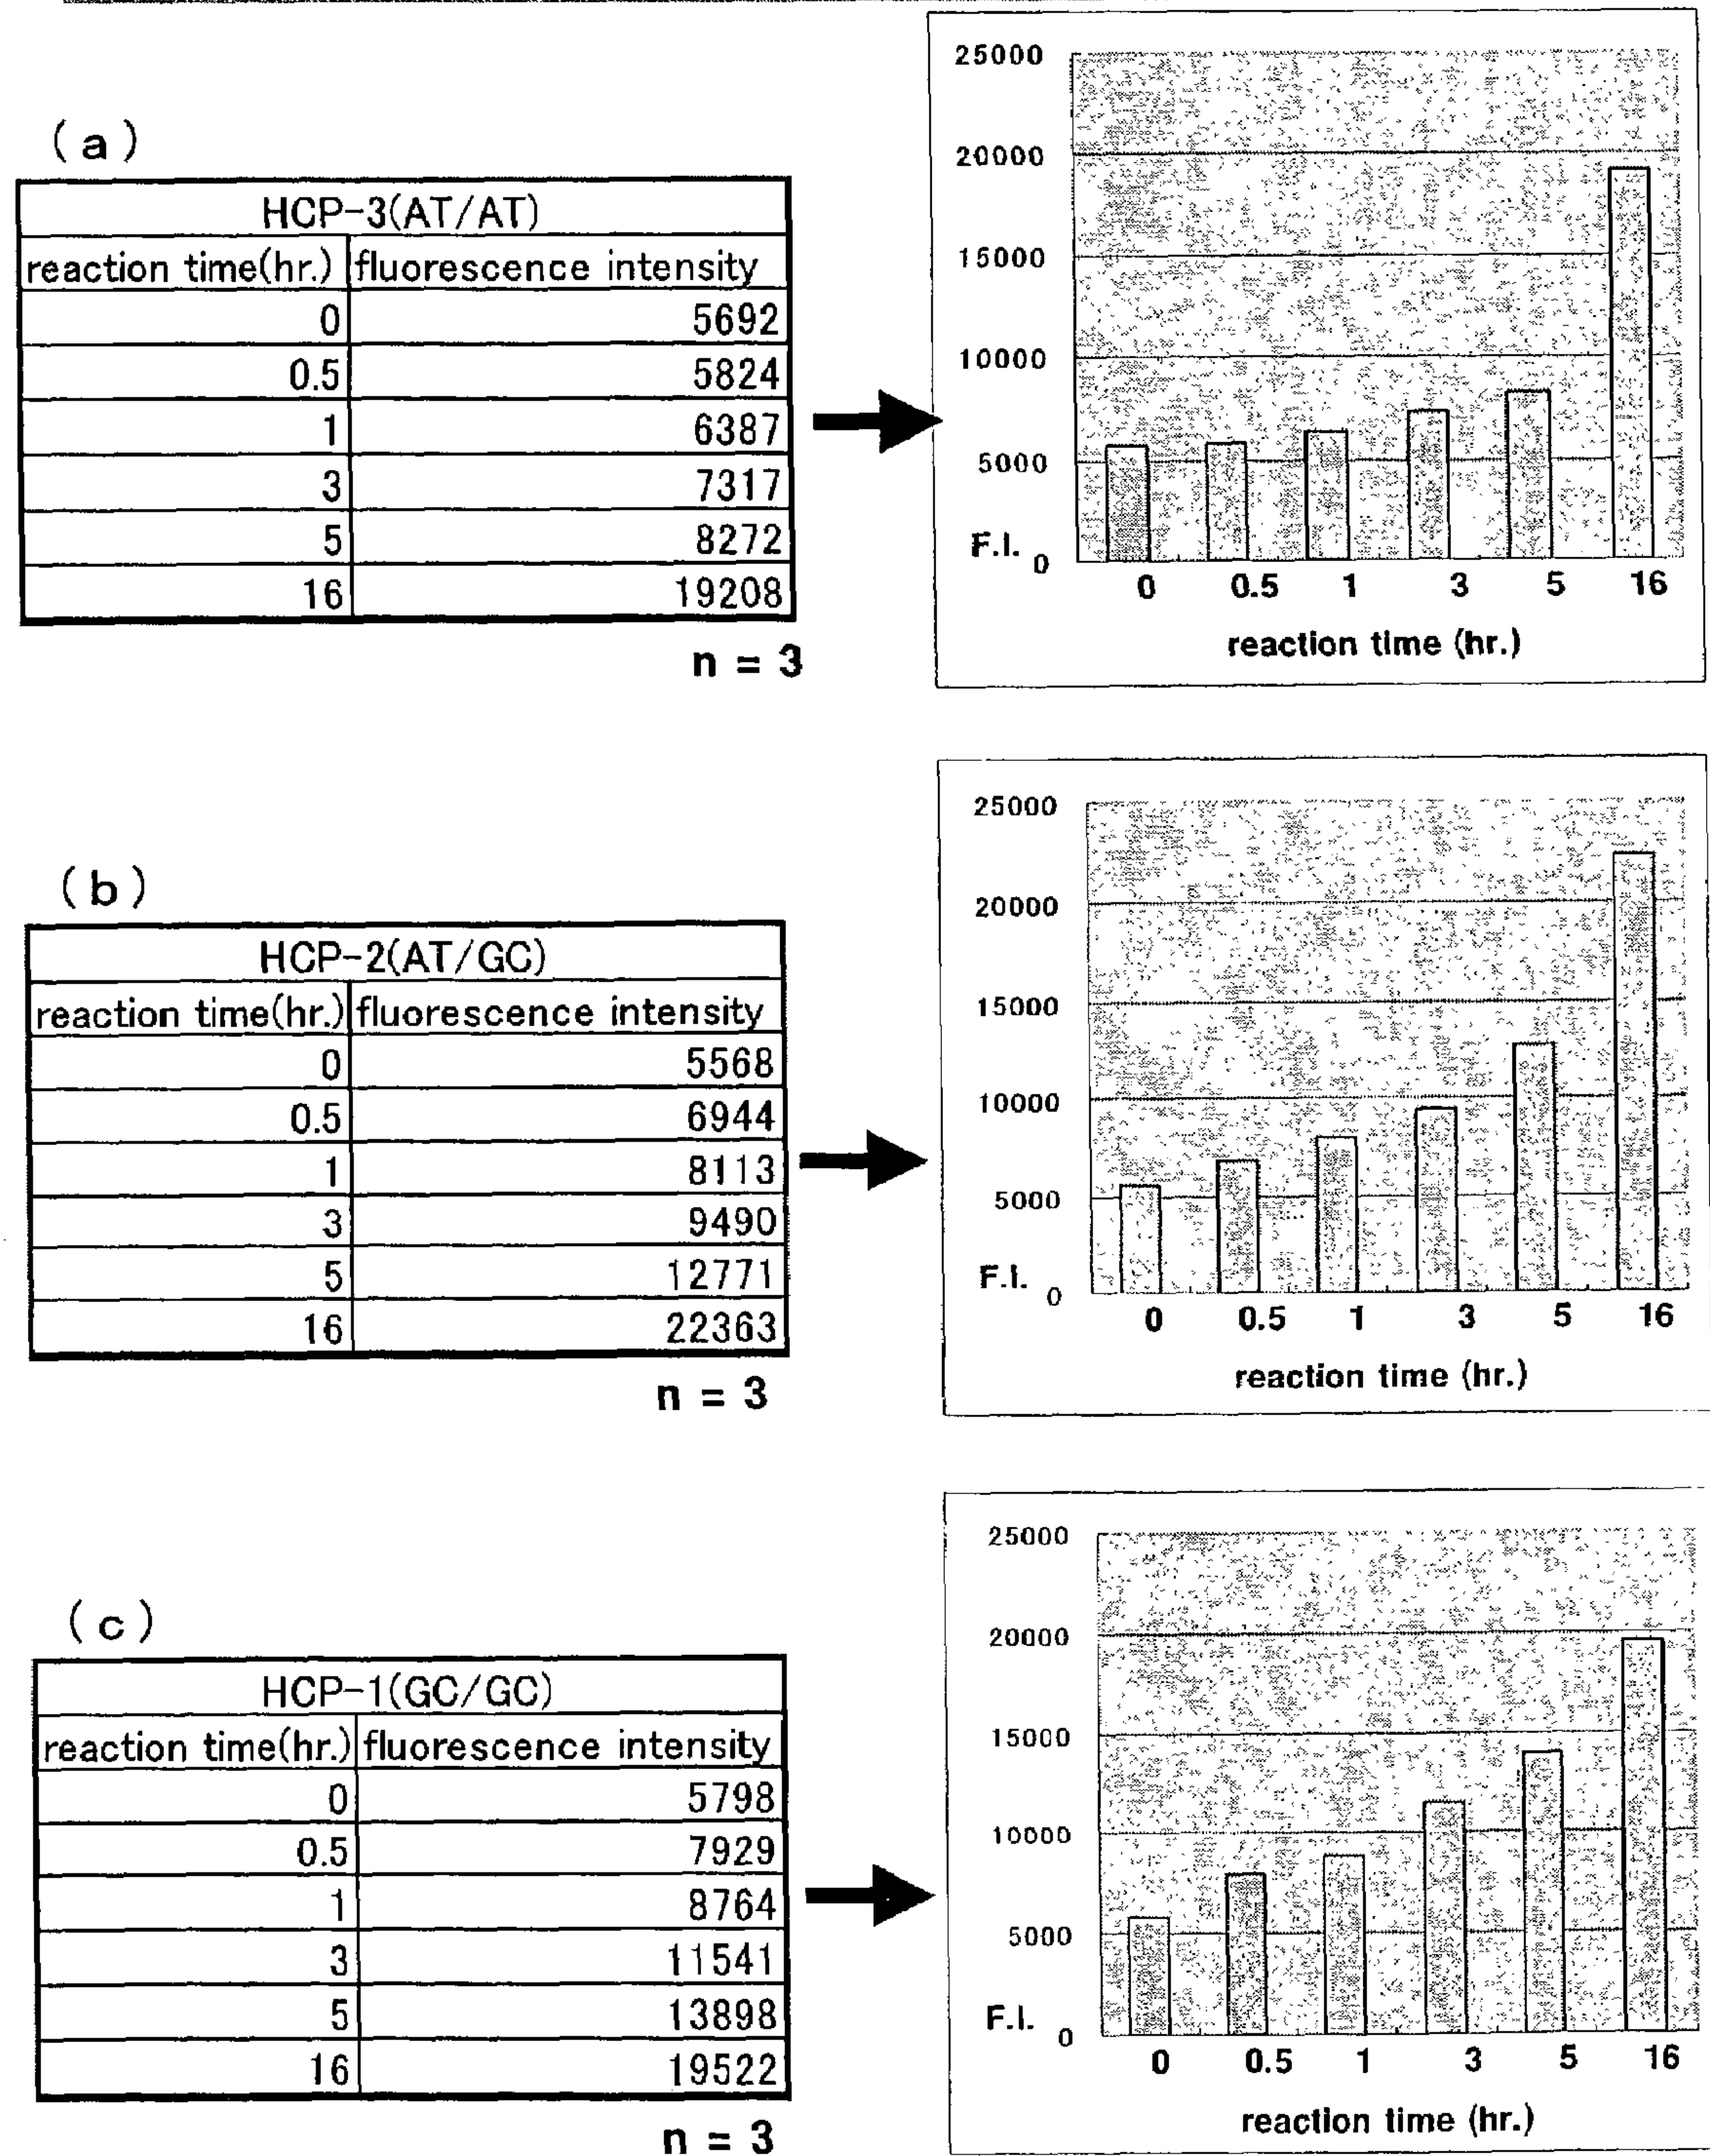 (a)
HCP-3(AT/AT)
reaction time(hr.) fluorescence intensity
0 5692
0.5 5824
1 6387
3 7317
5 8272
16 19208
n = 3
25000
20000
15000
10000
5000
F.I. 0
0 0.5 1 3 5 16
reaction time (hr.)
(b)
HCP-2(AT/GC)
reaction time(hr.) fluorescence intensity
0 5568
0.5 6944
1 8113
3 9490
5 12771
16 22363
n = 3
25000
20000
15000
10000
5000
F.I. 0
0 0.5 1 3 5 16
reaction time (hr.)
(c)
HCP-1(GC/GC)
reaction time(hr.) fluorescence intensity
0 5798
0.5 7929
1 8764
3 11541
5 13898
16 19522
n = 3
25000
20000
15000
10000
5000
F.I. 0
0 0.5 1 3 5 16
reaction time (hr.)